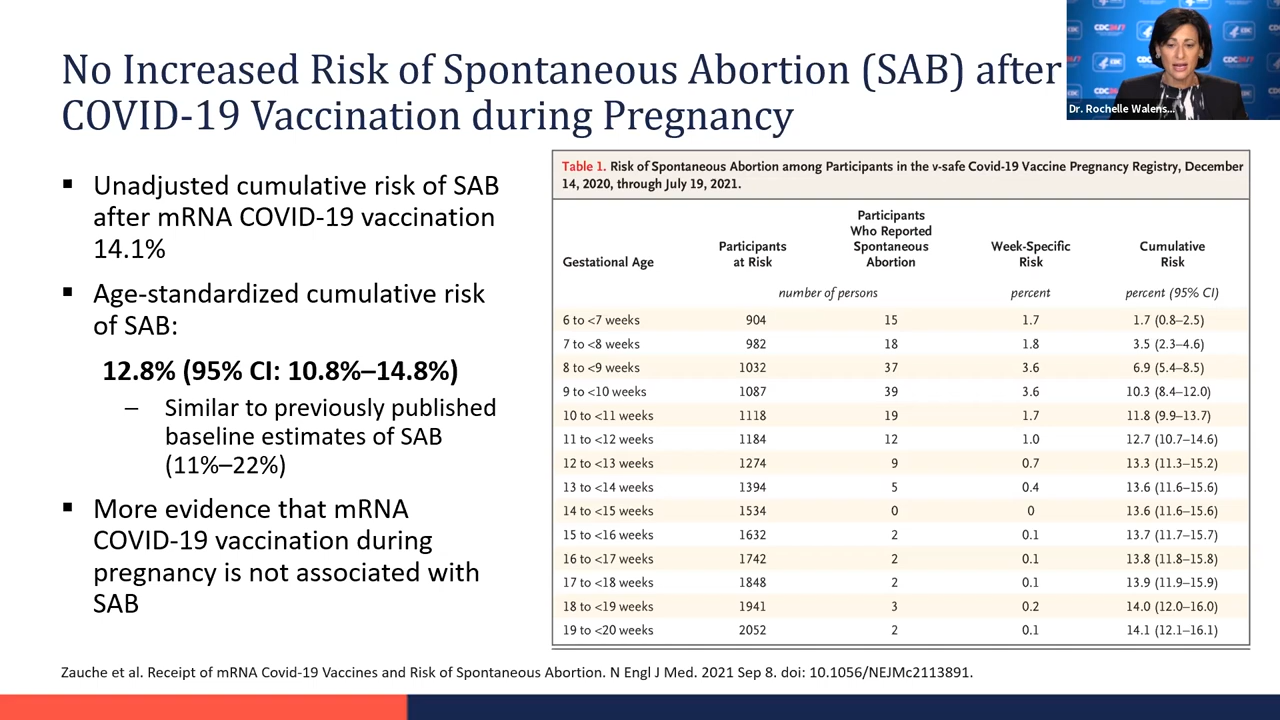 No Increased Risk of Spontaneous Abortion (SAB) after
COVID-19 Vaccination during Pregnancy
CDC 24/7
Dr. Rochelle Walens...
▪ Unadjusted cumulative risk of SAB
after mRNA COVID-19 vaccination
14.1%
▪ Age-standardized cumulative risk
of SAB:
12.8% (95% CI: 10.8%–14.8%)
– Similar to previously published
baseline estimates of SAB
(11%–22%)
▪ More evidence that mRNA
COVID-19 vaccination during
pregnancy is not associated with
SAB
Table 1. Risk of Spontaneous Abortion among Participants in the v-safe Covid-19 Vaccine Pregnancy Registry, December
14, 2020, through July 19, 2021.
Gestational Age
Participants
at Risk
Participants
Who Reported
Spontaneous
Abortion
Week-Specific
Risk
Cumulative
Risk
number of persons percent percent (95% CI)
6 to <7 weeks 904 15 1.7 1.7 (0.8–2.5)
7 to <8 weeks 982 18 1.8 3.5 (2.3–4.6)
8 to <9 weeks 1032 37 3.6 6.9 (5.4–8.5)
9 to <10 weeks 1087 39 3.6 10.3 (8.4–12.0)
10 to <11 weeks 1118 19 1.7 11.8 (9.9–13.7)
11 to <12 weeks 1184 12 1.0 12.7 (10.7–14.6)
12 to <13 weeks 1274 9 0.7 13.3 (11.3–15.2)
13 to <14 weeks 1394 5 0.4 13.6 (11.6–15.6)
14 to <15 weeks 1534 0 0 13.6 (11.6–15.6)
15 to <16 weeks 1632 2 0.1 13.7 (11.7–15.7)
16 to <17 weeks 1742 2 0.1 13.8 (11.8–15.8)
17 to <18 weeks 1848 2 0.1 13.9 (11.9–15.9)
18 to <19 weeks 1941 3 0.2 14.0 (12.0–16.0)
19 to <20 weeks 2052 2 0.1 14.1 (12.1–16.1)
Zauche et al. Receipt of mRNA Covid-19 Vaccines and Risk of Spontaneous Abortion. N Engl J Med. 2021 Sep 8. doi: 10.1056/NEJMc2113891.